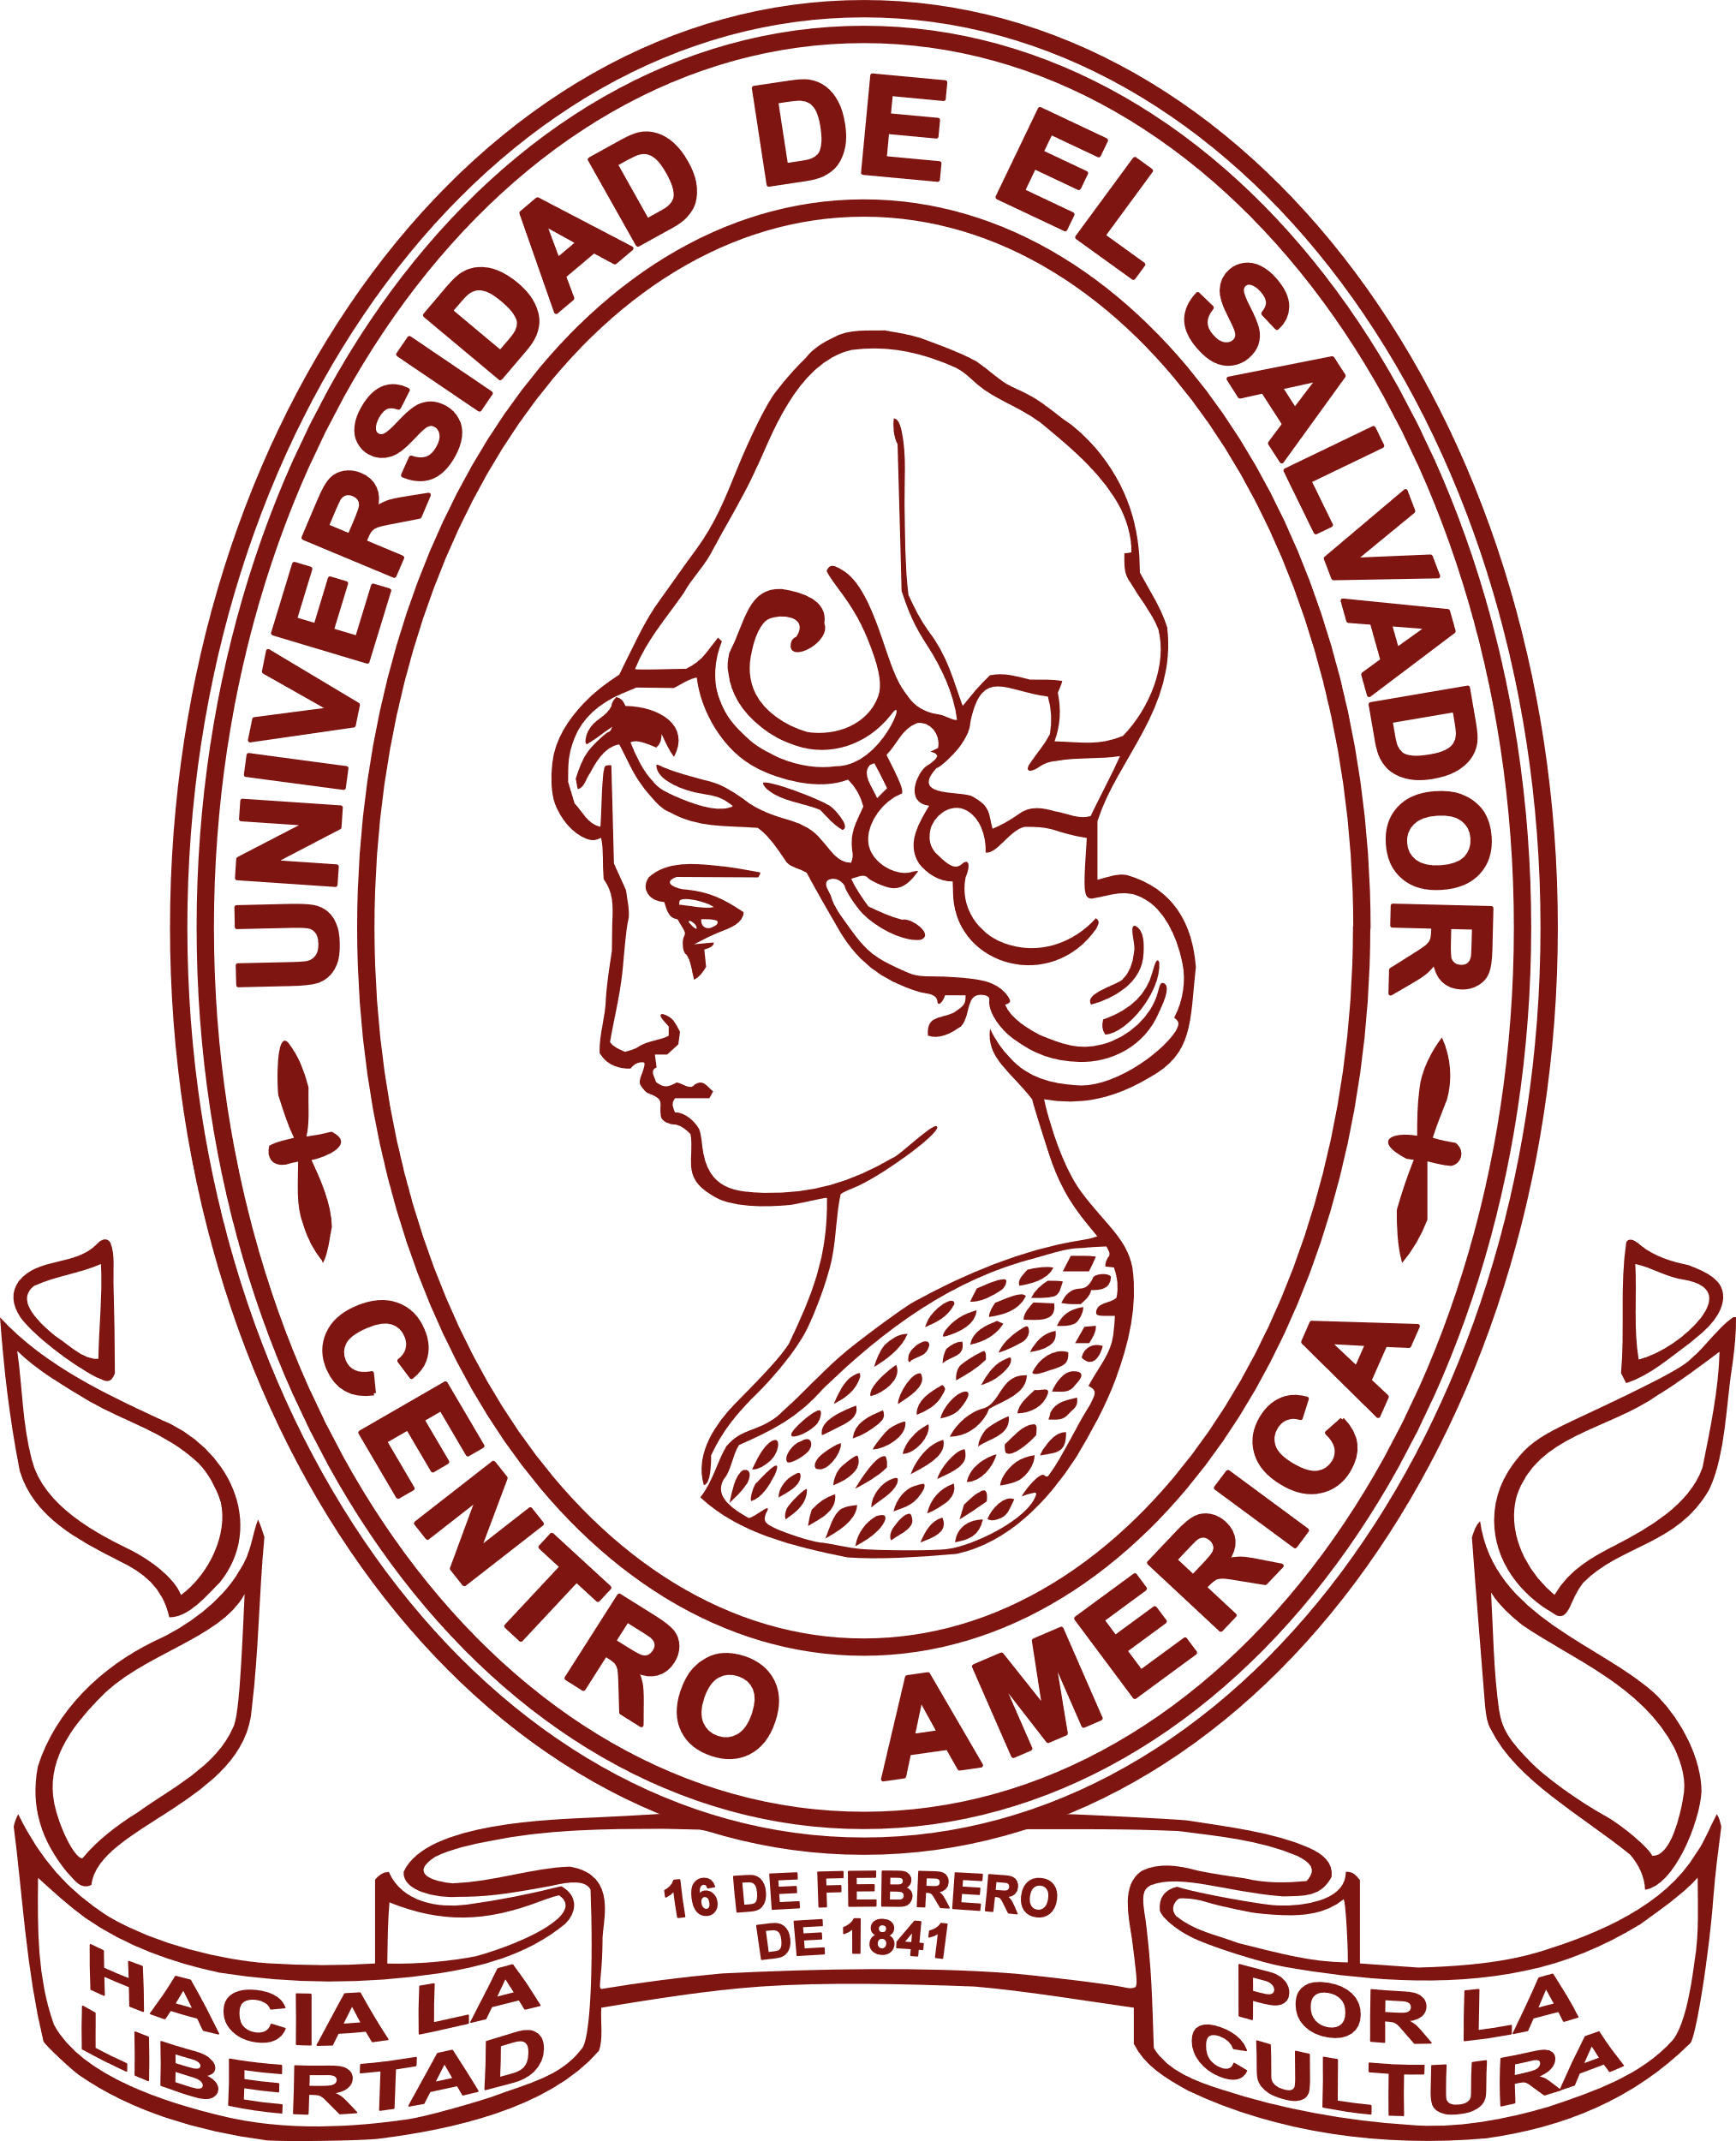 UNIVERSIDAD DE EL SALVADOR
CENTRO AMERICA
16 DE FEBRERO
DE 1841
HACIA LA
LIBERTAD
POR LA
CULTURA